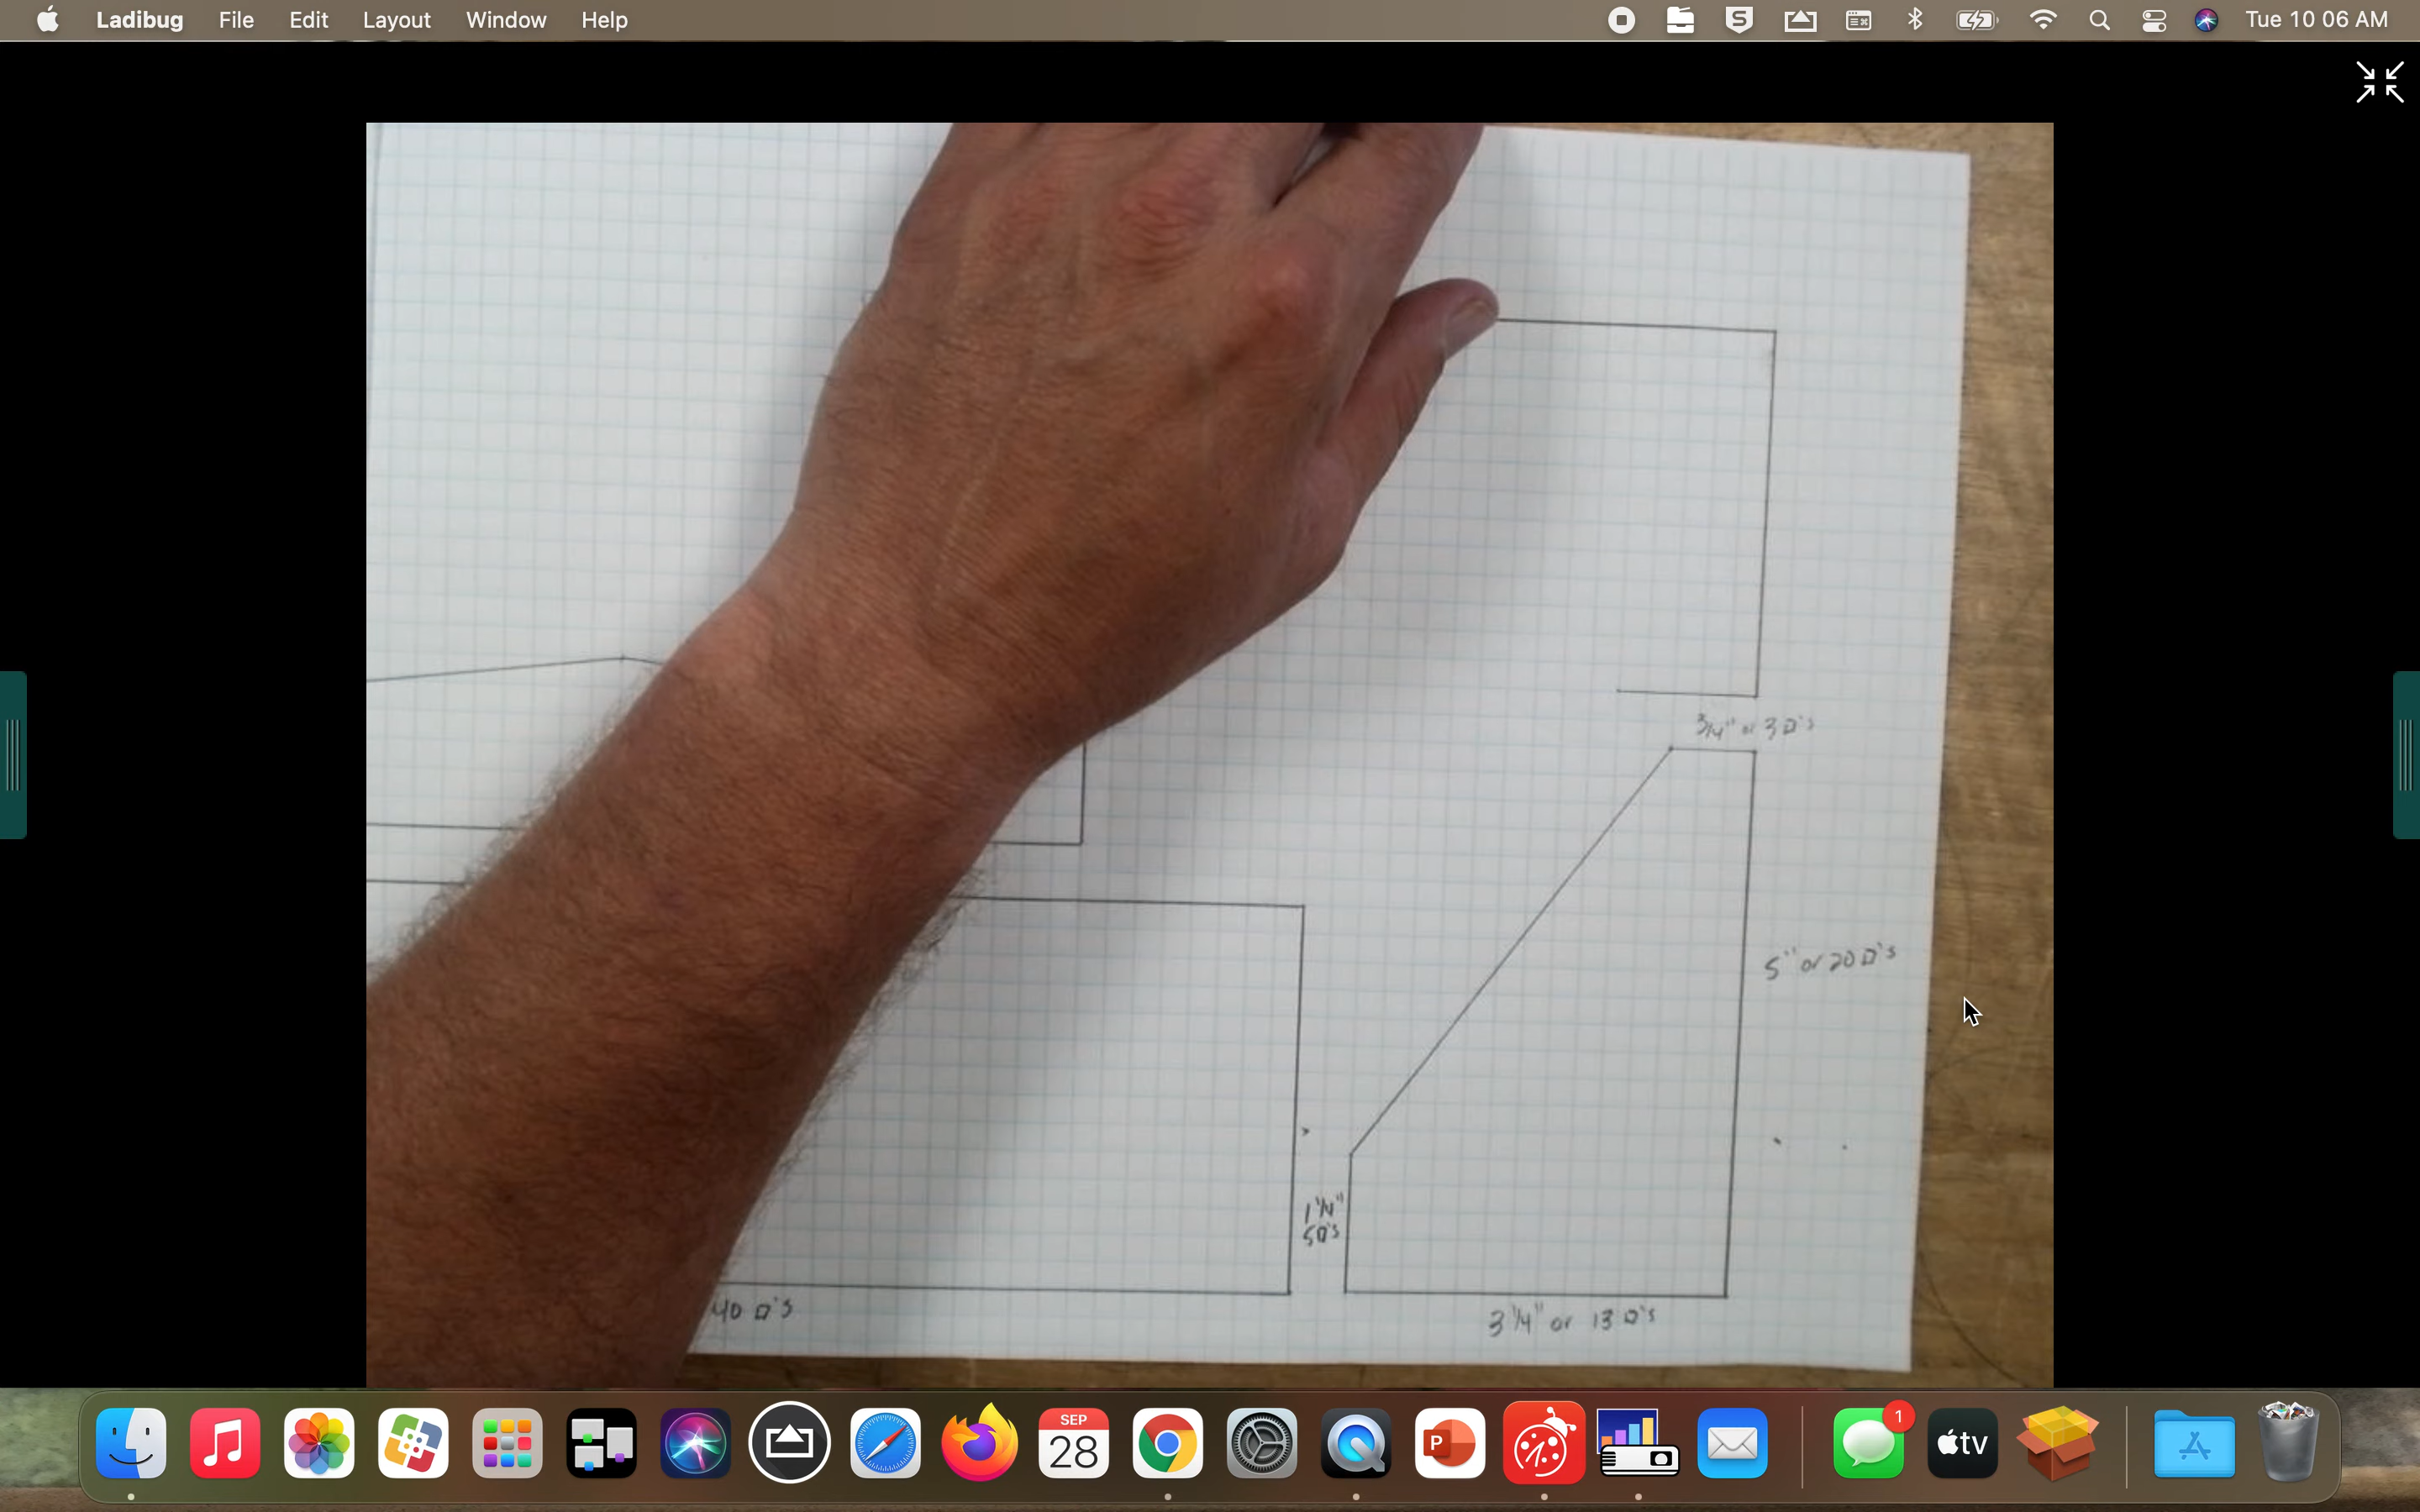 Ladibug File Edit Layout Window Help
S
Tue 10 06 AM
3/4" or 3 □'s
5" or 20 □'s
1 1/4"
5□'s
40 □'s
3 1/4" or 13 □'s
SEP
28
P
1
tv